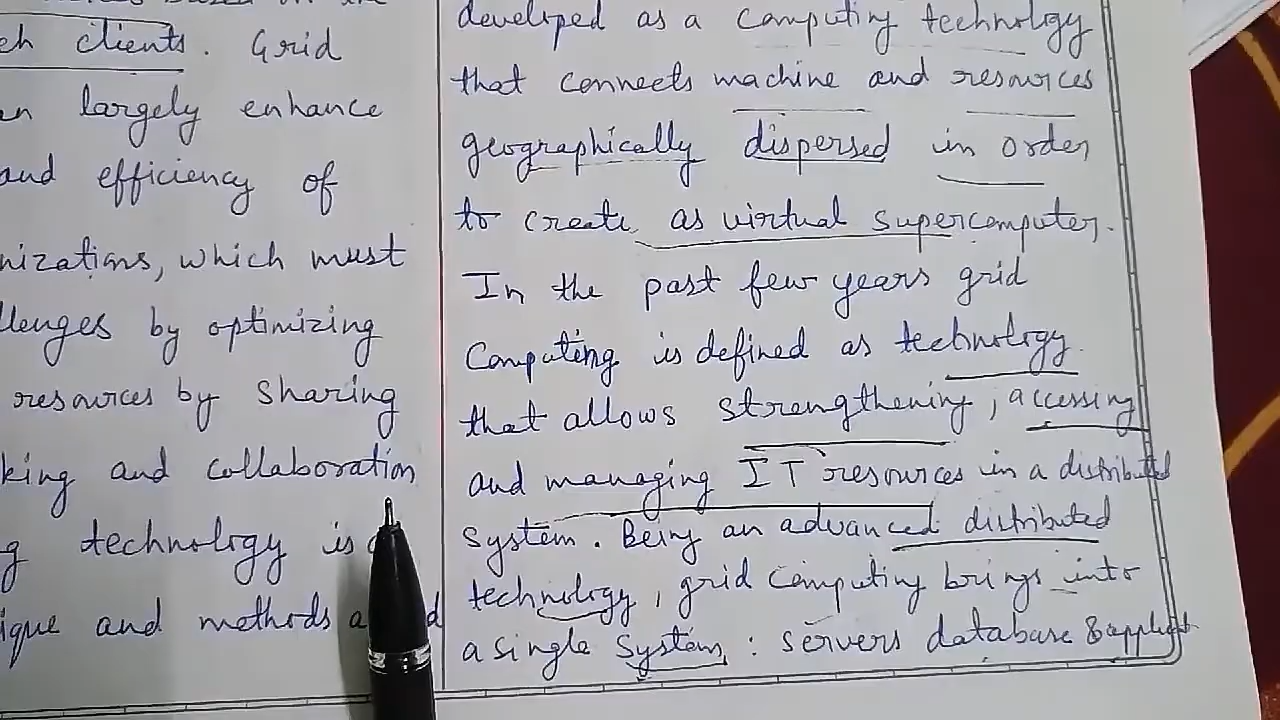 ch clients. Grid
largely enhance
and efficiency of
nizations, which must
llenges by optimizing
resources by sharing
king and collaboration
g technology is
ique and methods a d
developed as a computing technology
that connects machine and resources
geographically dispersed in order
to create as virtual supercomputer.
In the past few years grid
Computing is defined as technology
that allows strengthening, accessing
and managing IT resources in a distributed
System. Being an advanced distributed
technology, grid computing brings into
a single System : servers database &